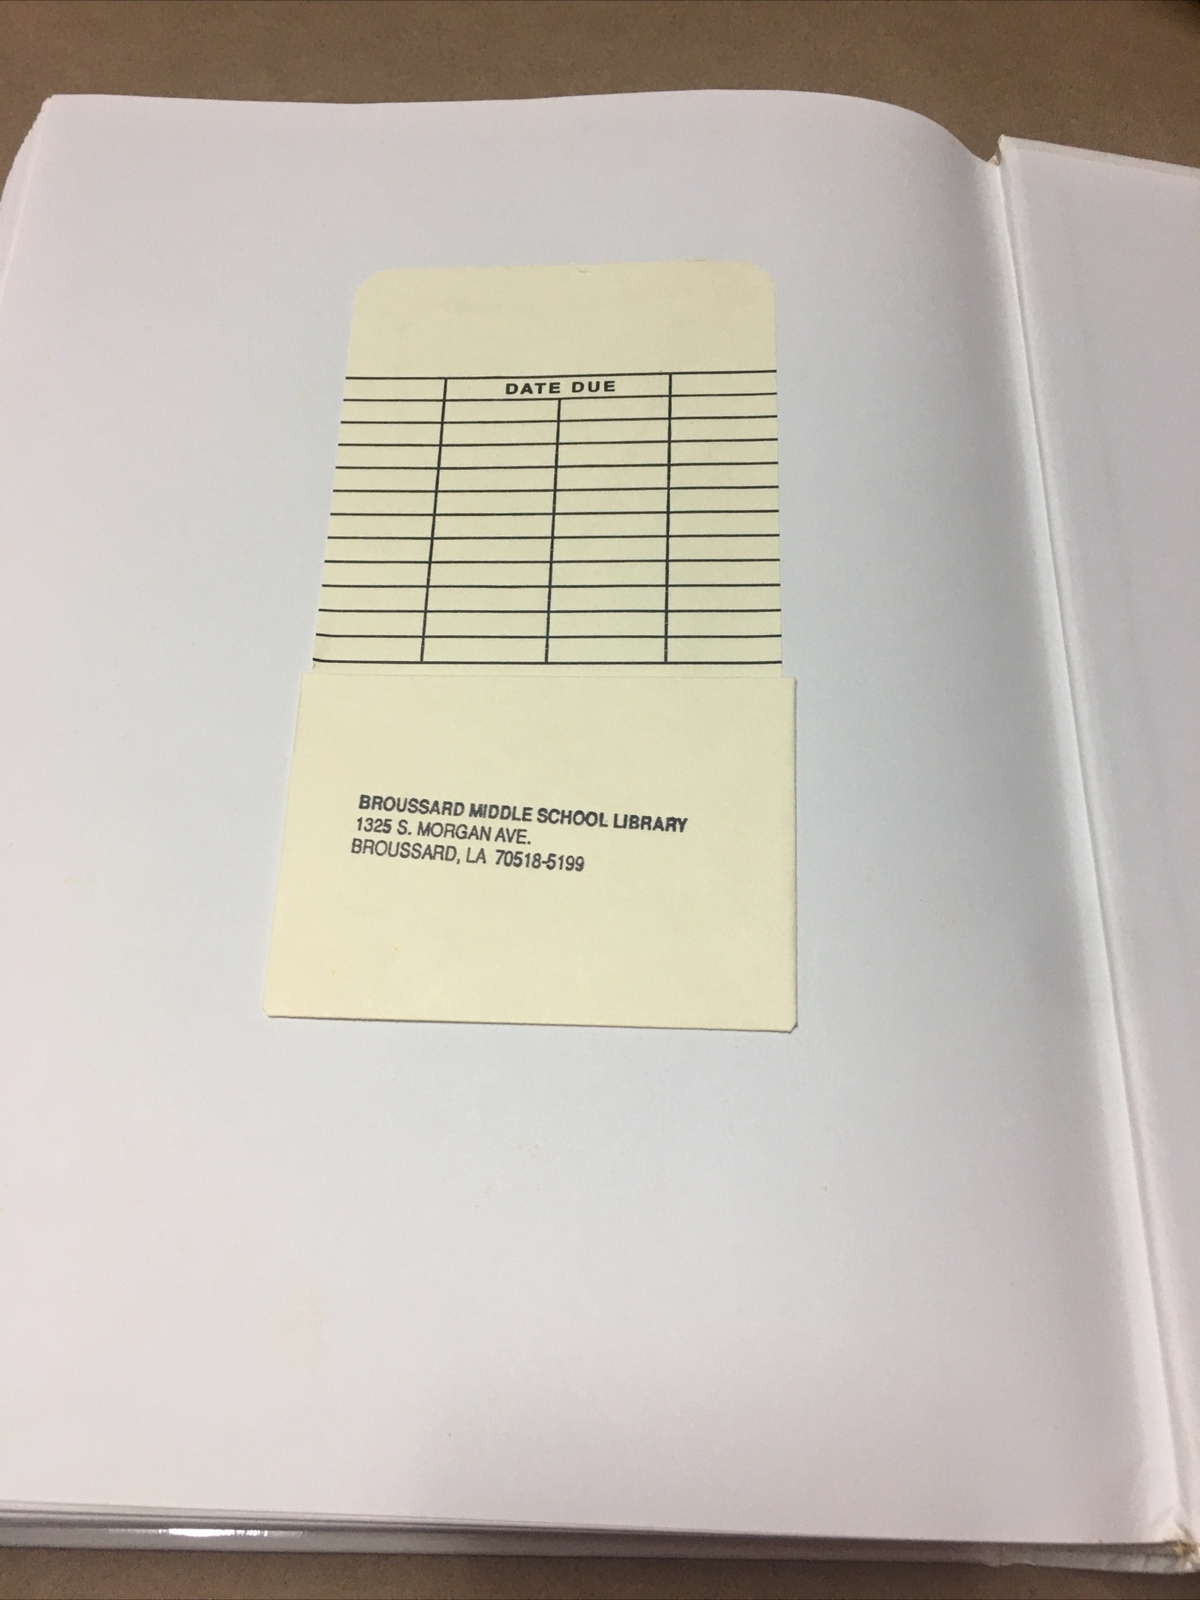 DATE DUE
BROUSSARD MIDDLE SCHOOL LIBRARY
1325 S. MORGAN AVE.
BROUSSARD, LA 70518-5199